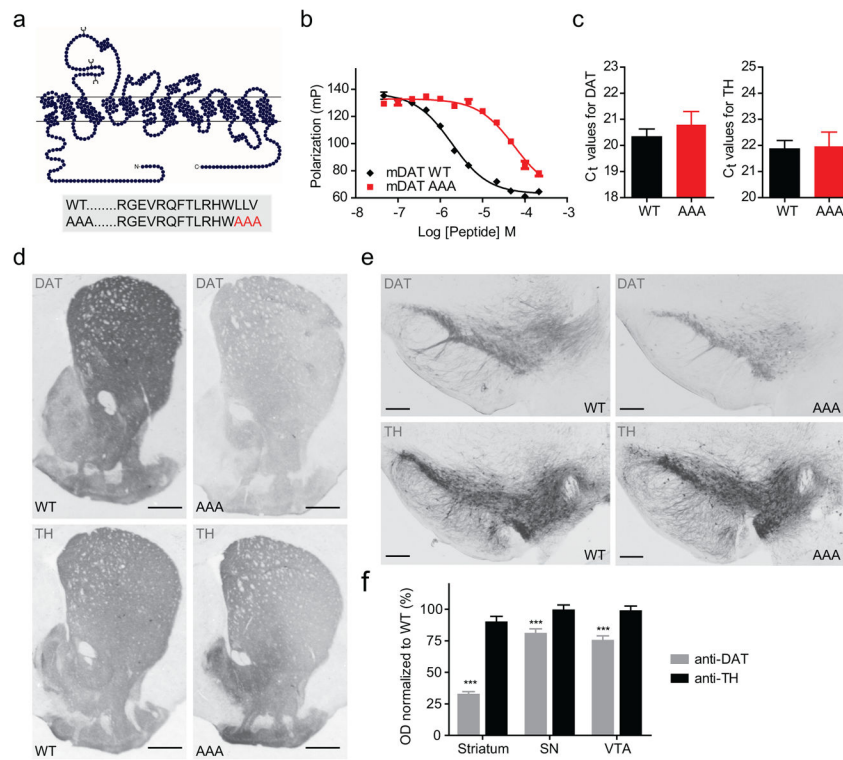 a
N
C
WT.......RGEVRQFTLRHWLLV
AAA......RGEVRQFTLRHWAAA
b
Polarization (mP)
140
120
100
80
60
mDAT WT
mDAT AAA
-8 -7 -6 -5 -4 -3
Log [Peptide] M
c
Ct values for DAT
23
22
21
20
19
18
WT AAA
Ct values for TH
25
24
23
22
21
20
WT AAA
d
DAT
WT
DAT
AAA
TH
WT
TH
AAA
e
DAT
WT
DAT
AAA
TH
WT
TH
AAA
f
OD normalized to WT (%)
100
75
50
25
0
***
***
***
Striatum SN VTA
anti-DAT
anti-TH